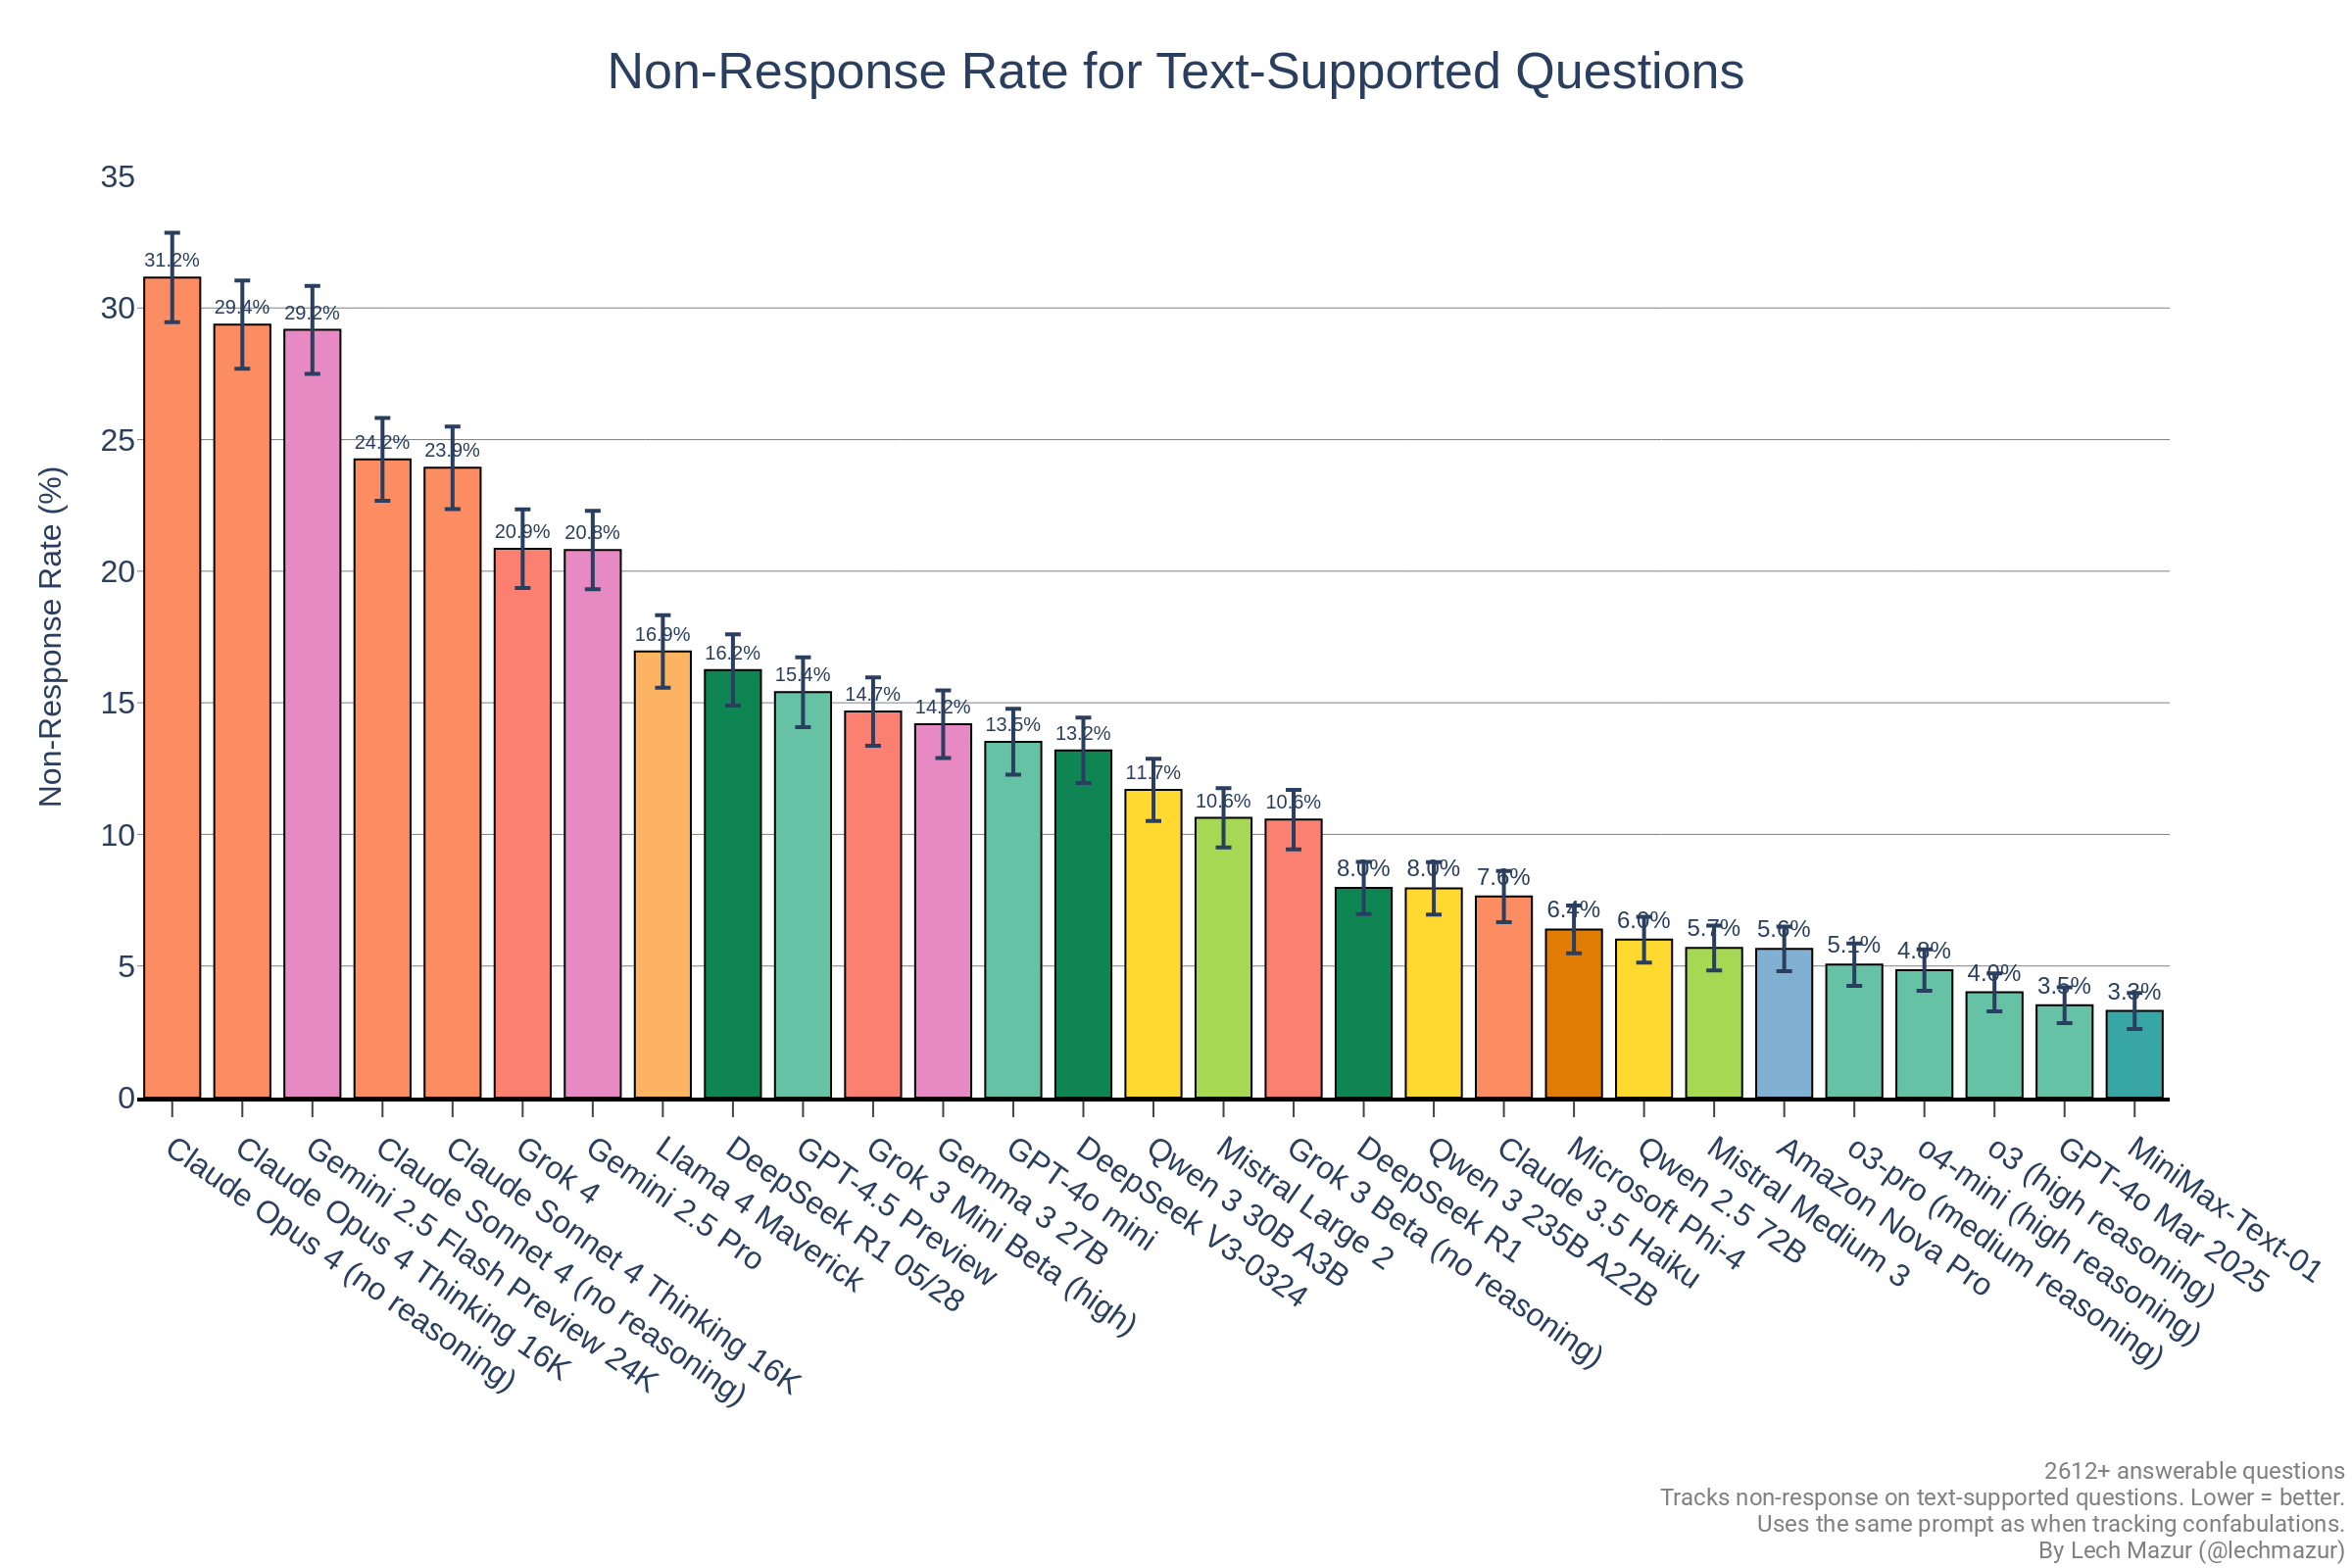 Non-Response Rate for Text-Supported Questions
Non-Response Rate (%)
35
30
25
20
15
10
5
0
31.2%
29.4%
29.2%
24.2%
23.9%
20.9%
20.8%
16.9%
16.2%
15.4%
14.7%
14.2%
13.5%
13.2%
11.7%
10.6%
10.6%
8.0%
8.0%
7.6%
6.4%
6.0%
5.7%
5.6%
5.1%
4.8%
4.0%
3.5%
3.3%
Claude Opus 4 (no reasoning)
Claude Opus 4 Thinking 16K
Gemini 2.5 Flash Preview 24K
Claude Sonnet 4 (no reasoning)
Claude Sonnet 4 Thinking 16K
Grok 4
Gemini 2.5 Pro
Llama 4 Maverick
DeepSeek R1 05/28
GPT-4.5 Preview
Grok 3 Mini Beta (high)
Gemma 3 27B
GPT-4o mini
DeepSeek V3-0324
Qwen 3 30B A3B
Mistral Large 2
Grok 3 Beta (no reasoning)
DeepSeek R1
Qwen 3 235B A22B
Claude 3.5 Haiku
Microsoft Phi-4
Qwen 2.5 72B
Mistral Medium 3
Amazon Nova Pro
o3-pro (medium reasoning)
o4-mini (high reasoning)
o3 (high reasoning)
GPT-4o Mar 2025
MiniMax-Text-01
2612+ answerable questions
Tracks non-response on text-supported questions. Lower = better.
Uses the same prompt as when tracking confabulations.
By Lech Mazur (@lechmazur)